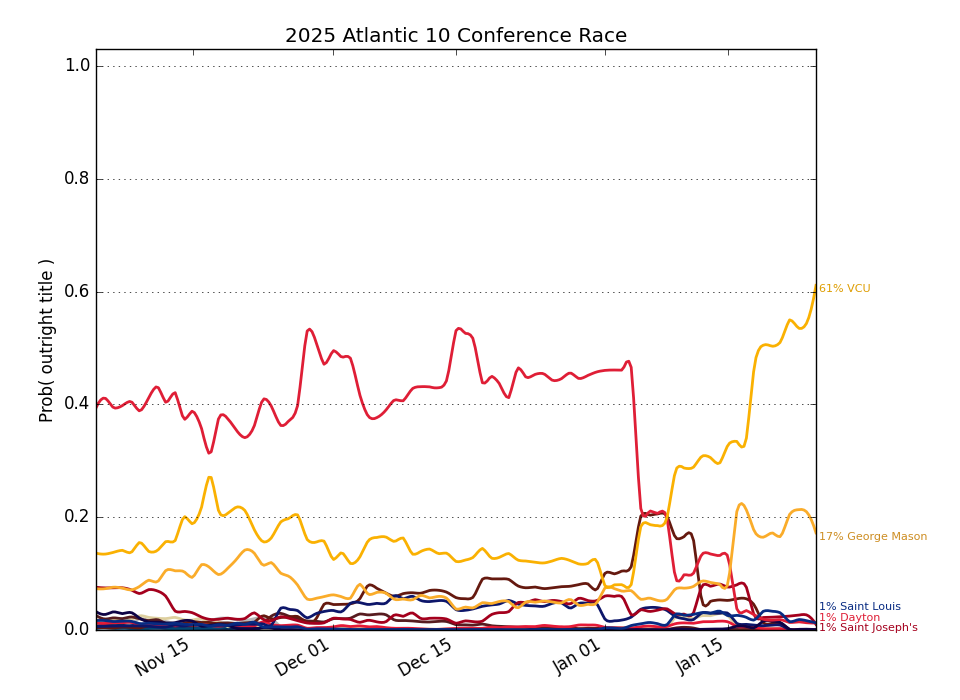 2025 Atlantic 10 Conference Race
Prob( outright title )
1.0
0.8
0.6
0.4
0.2
0.0
61% VCU
17% George Mason
1% Saint Louis
1% Dayton
1% Saint Joseph's
Nov 15
Dec 01
Dec 15
Jan 01
Jan 15